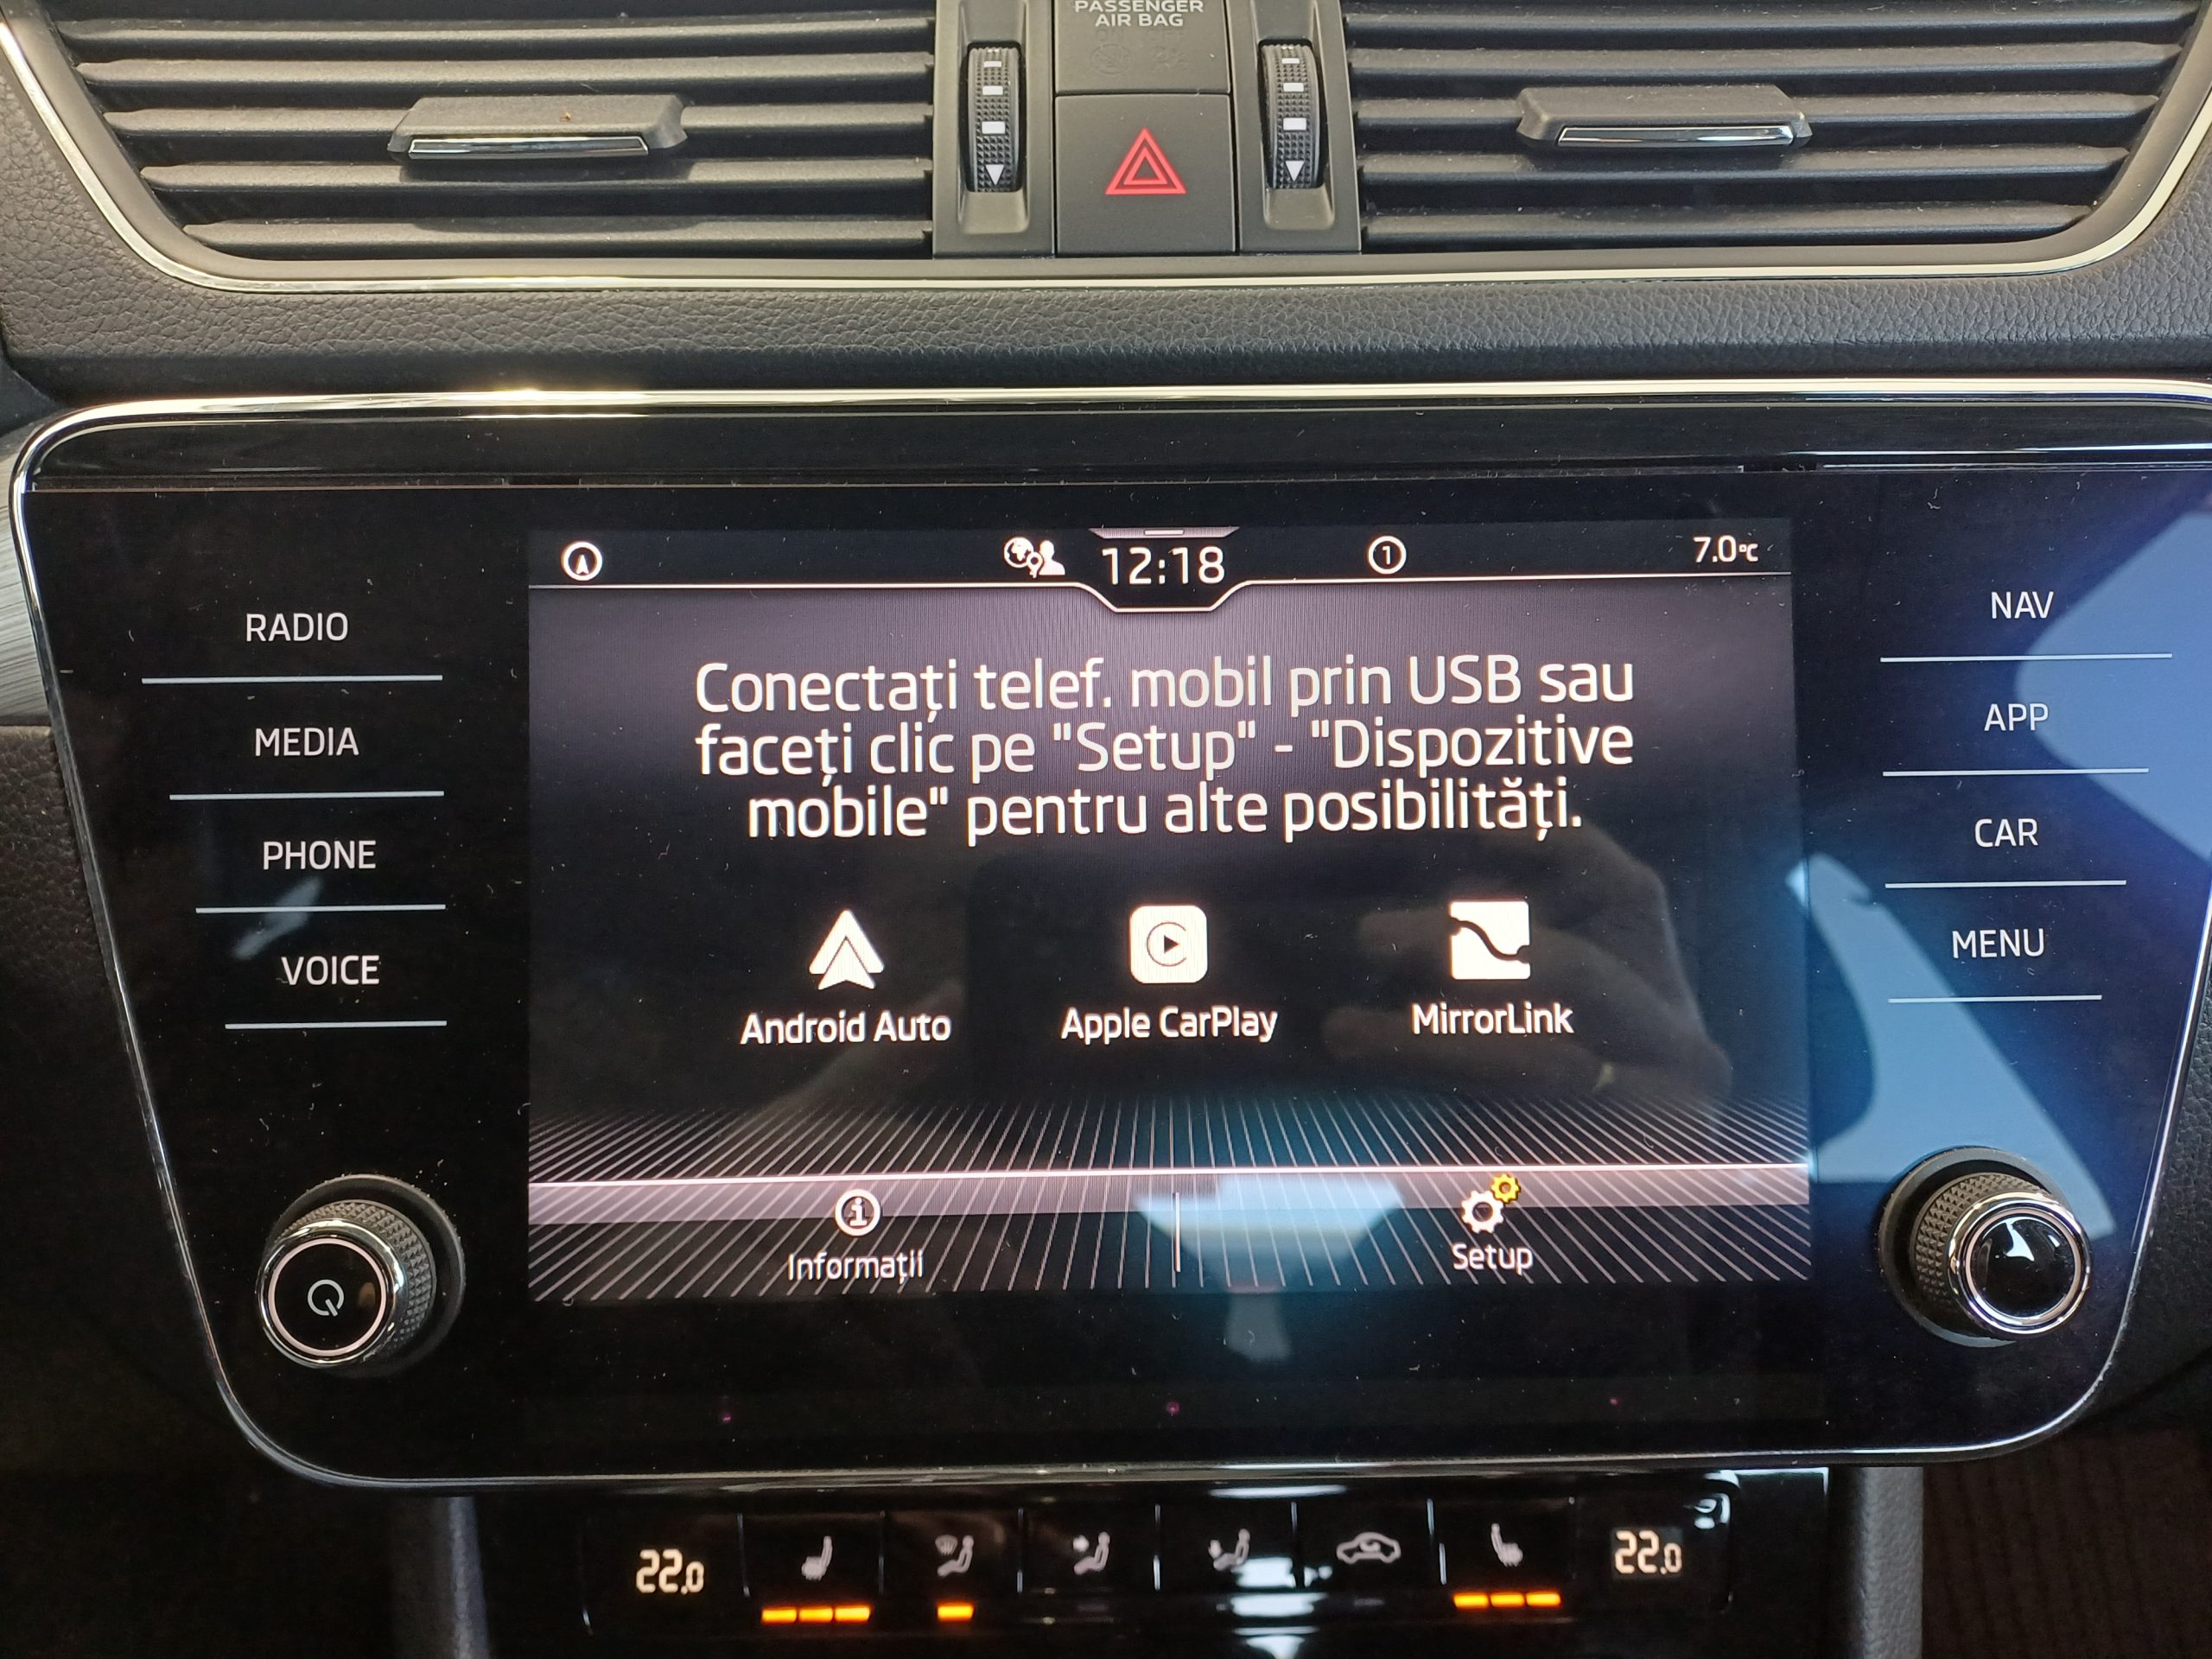 PASSENGER
AIR BAG
12:18
1
7.0°C
RADIO
MEDIA
PHONE
VOICE
Conectați telef. mobil prin USB sau
faceți clic pe "Setup" - "Dispozitive
mobile" pentru alte posibilități.
Android Auto
Apple CarPlay
MirrorLink
Informații
Setup
NAV
APP
CAR
MENU
22.0
22.0